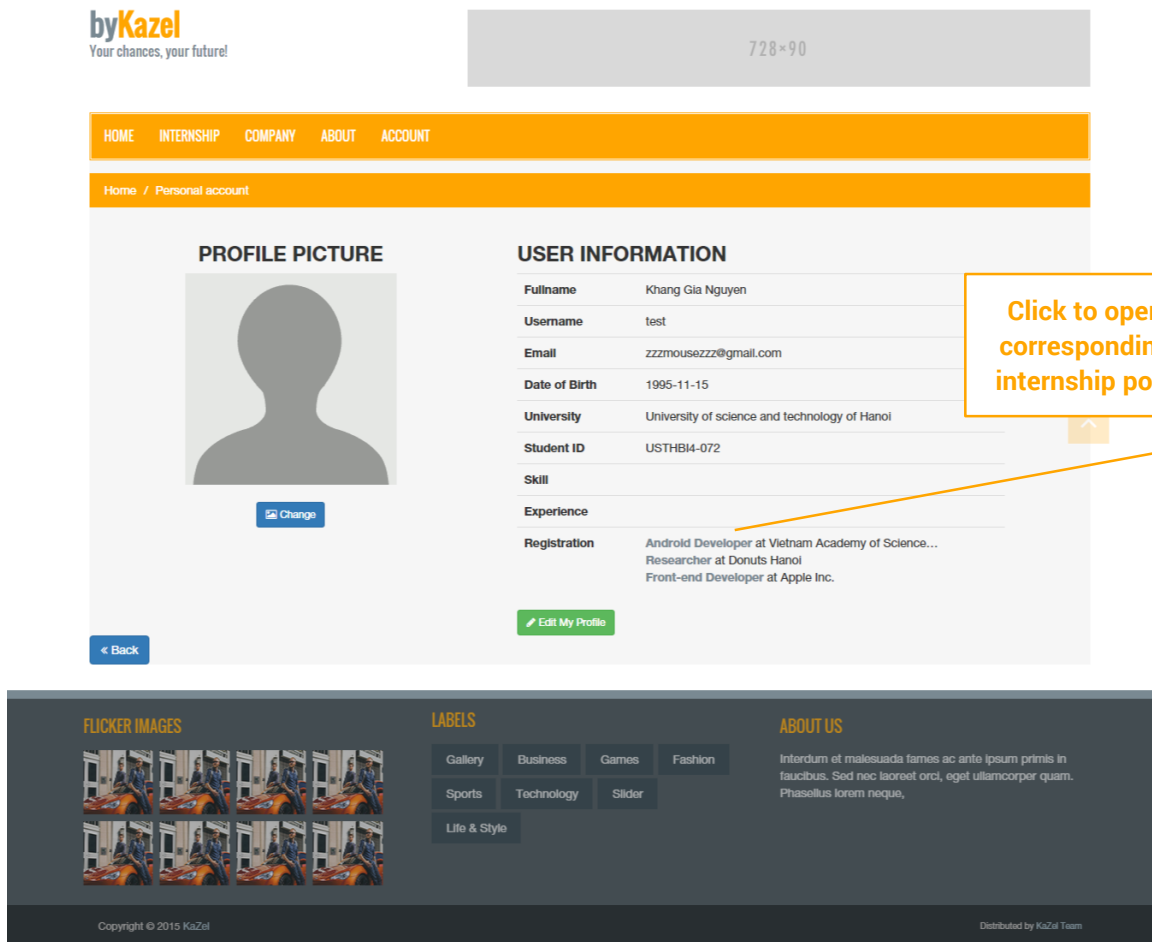 byKazel
Your chances, your future!
728×90
HOME INTERNSHIP COMPANY ABOUT ACCOUNT
Home / Personal account
PROFILE PICTURE
Change
USER INFORMATION
Fullname Khang Gia Nguyen
Username test
Email zzzmousezzz@gmail.com
Date of Birth 1995-11-15
University University of science and technology of Hanoi
Student ID USTHBI4-072
Skill
Experience
Registration Android Developer at Vietnam Academy of Science...
Researcher at Donuts Hanoi
Front-end Developer at Apple Inc.
Edit My Profile
Click to
internship
« Back
FLICKER IMAGES
LABELS
Gallery Business Games Fashion
Sports Technology Slider
Life & Style
ABOUT US
Interdum et malesuada fames ac ante ipsum primis in
faucibus. Sed nec laoreet orci, eget ullamcorper quam.
Phasellus lorem neque,
Copyright © 2015 KaZel
Distributed by KaZel Team